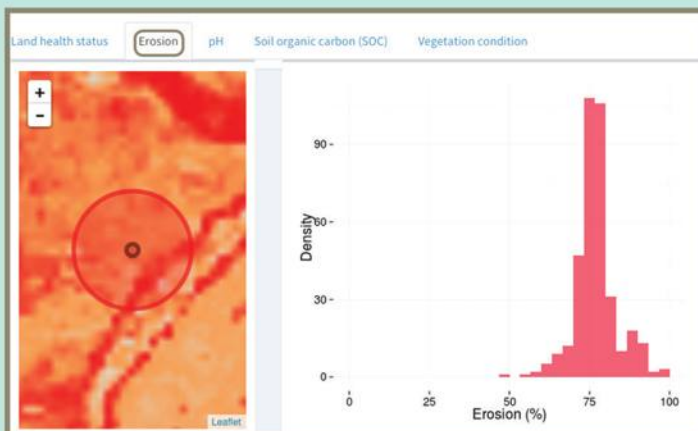 Land health status Erosion pH Soil organic carbon (SOC) Vegetation condition
+
−
Leaflet
Density
90
60
30
0
0 25 50 75 100
Erosion (%)